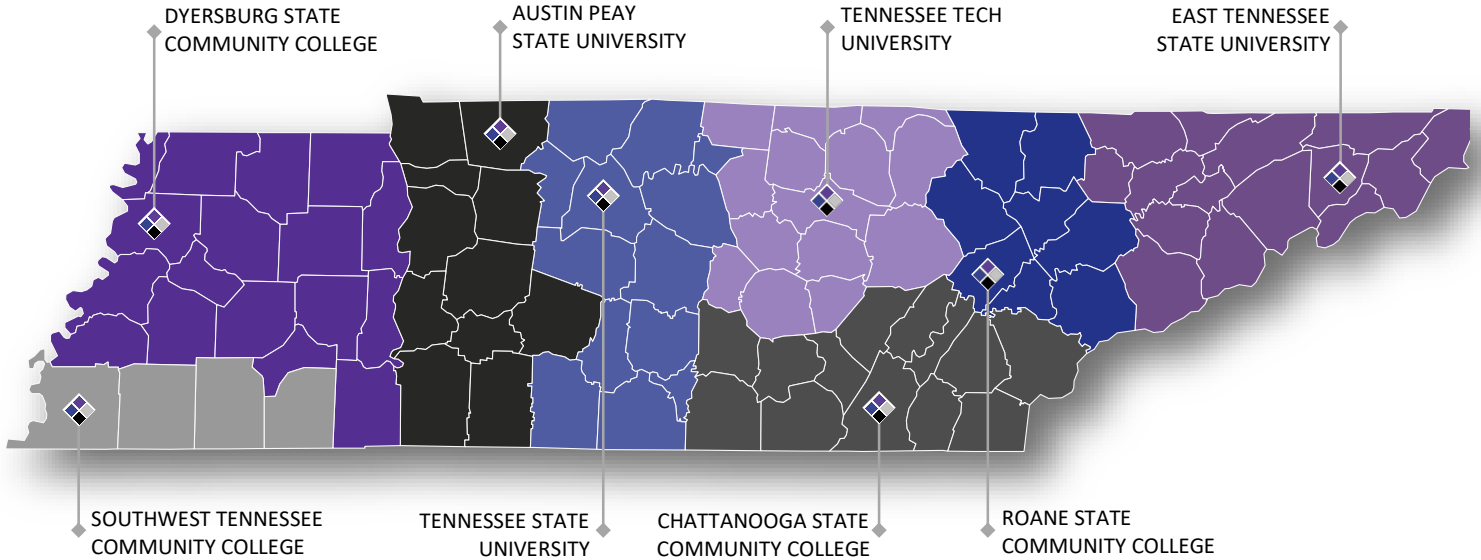 DYERSBURG STATE
COMMUNITY COLLEGE
AUSTIN PEAY
STATE UNIVERSITY
TENNESSEE TECH
UNIVERSITY
EAST TENNESSEE
STATE UNIVERSITY
SOUTHWEST TENNESSEE
COMMUNITY COLLEGE
TENNESSEE STATE
UNIVERSITY
CHATTANOOGA STATE
COMMUNITY COLLEGE
ROANE STATE
COMMUNITY COLLEGE